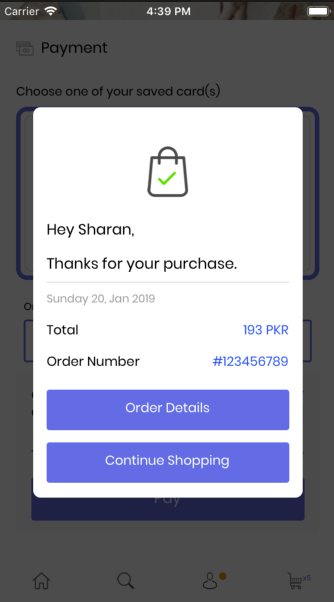 Carrier 4:39 PM
Payment
Choose one of your saved card(s)
Hey Sharan,
Thanks for your purchase.
Sunday 20, Jan 2019
Total 193 PKR
Order Number #123456789
Order Details
Continue Shopping
Pay
x5